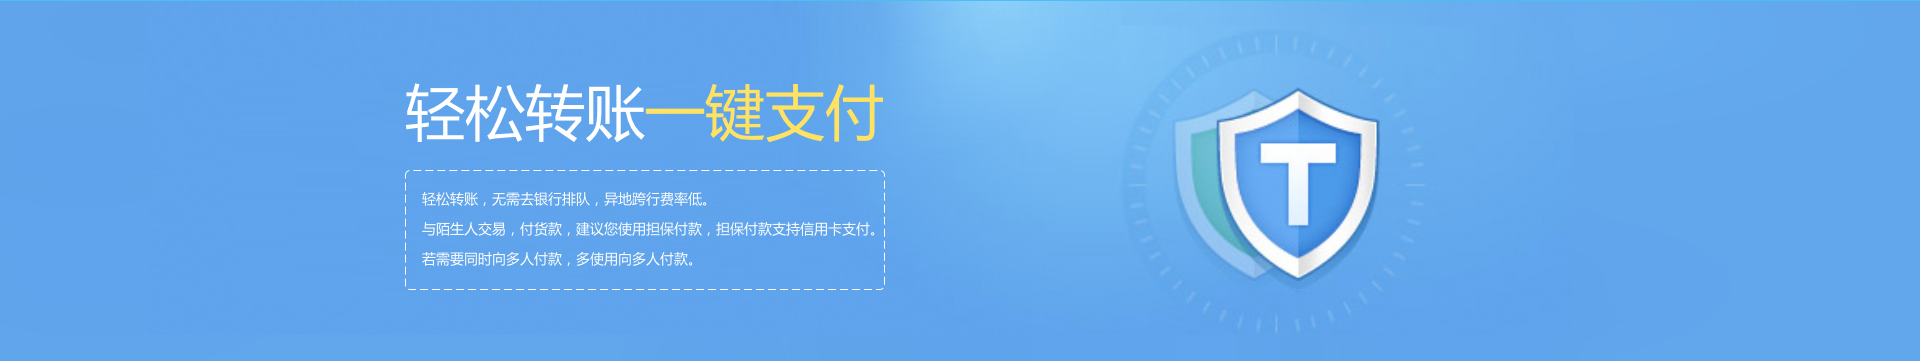 轻松转账一键支付
轻松转账，无需去银行排队，异地跨行费率低。
与陌生人交易，付货款，建议您使用担保付款，担保付款支持信用卡支付。
若需要同时向多人付款，多使用向多人付款。
T